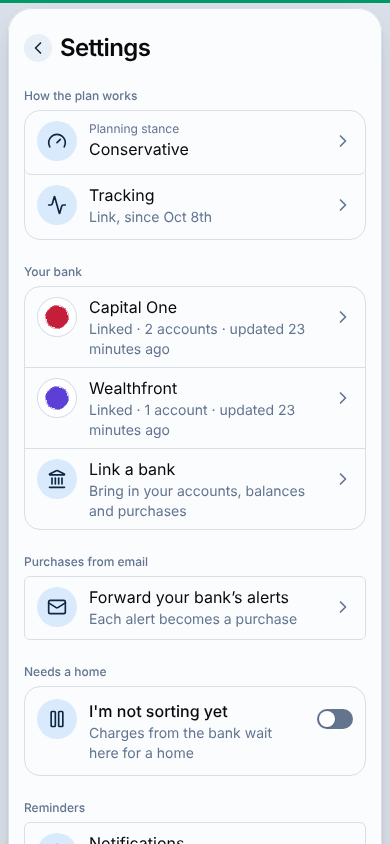 Settings
How the plan works
Planning stance
Conservative
Tracking
Link, since Oct 8th
Your bank
Capital One
Linked · 2 accounts · updated 23
minutes ago
Wealthfront
Linked · 1 account · updated 23
minutes ago
Link a bank
Bring in your accounts, balances
and purchases
Purchases from email
Forward your bank’s alerts
Each alert becomes a purchase
Needs a home
I'm not sorting yet
Charges from the bank wait
here for a home
Reminders
Notifications